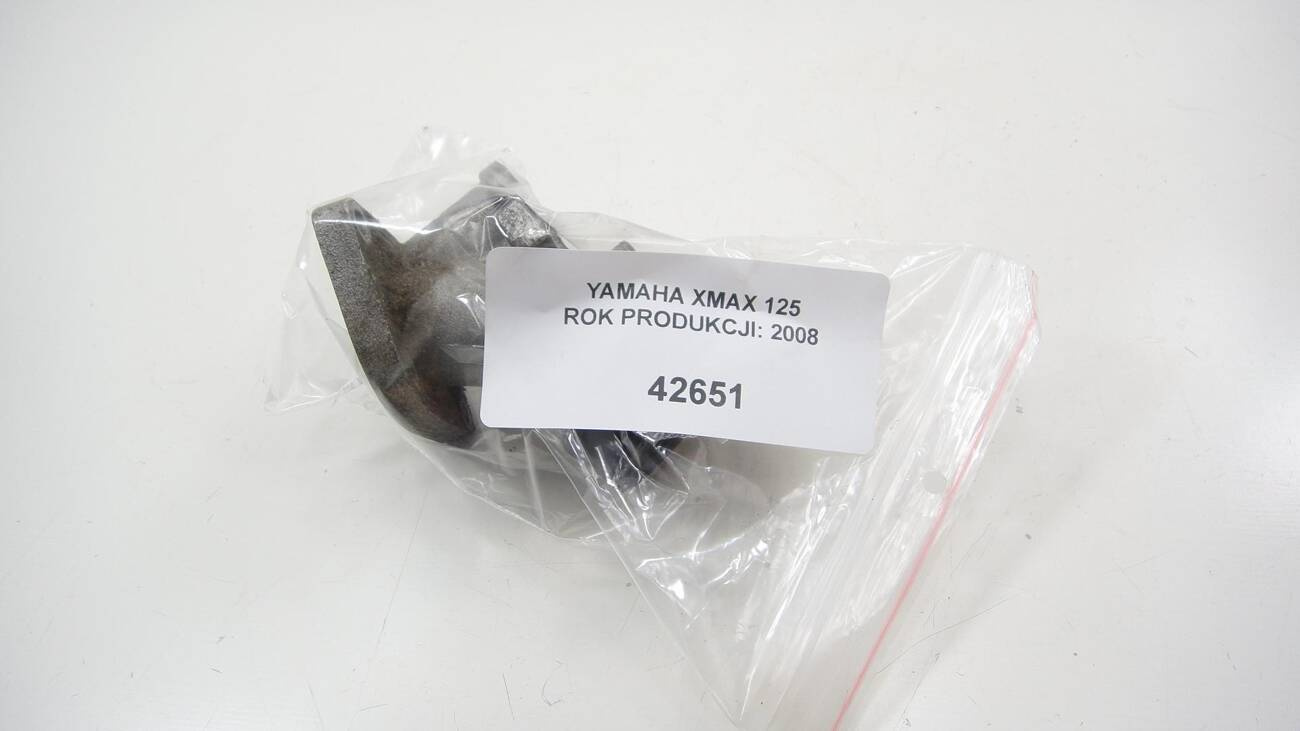 YAMAHA XMAX 125
ROK PRODUKCJI: 2008
42651